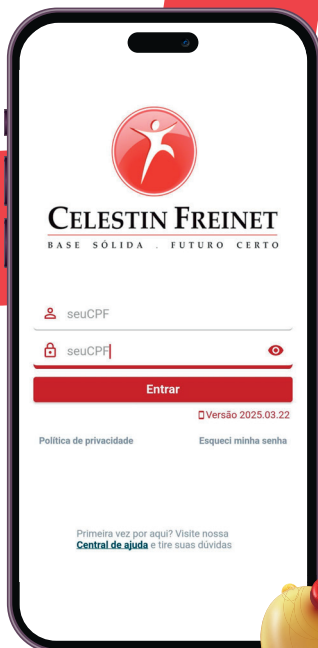 CELESTIN FREINET
BASE SÓLIDA . FUTURO CERTO
seuCPF
seuCPF
Entrar
Versão 2025.03.22
Política de privacidade
Esqueci minha senha
Primeira vez por aqui? Visite nossa
Central de ajuda e tire suas dúvidas